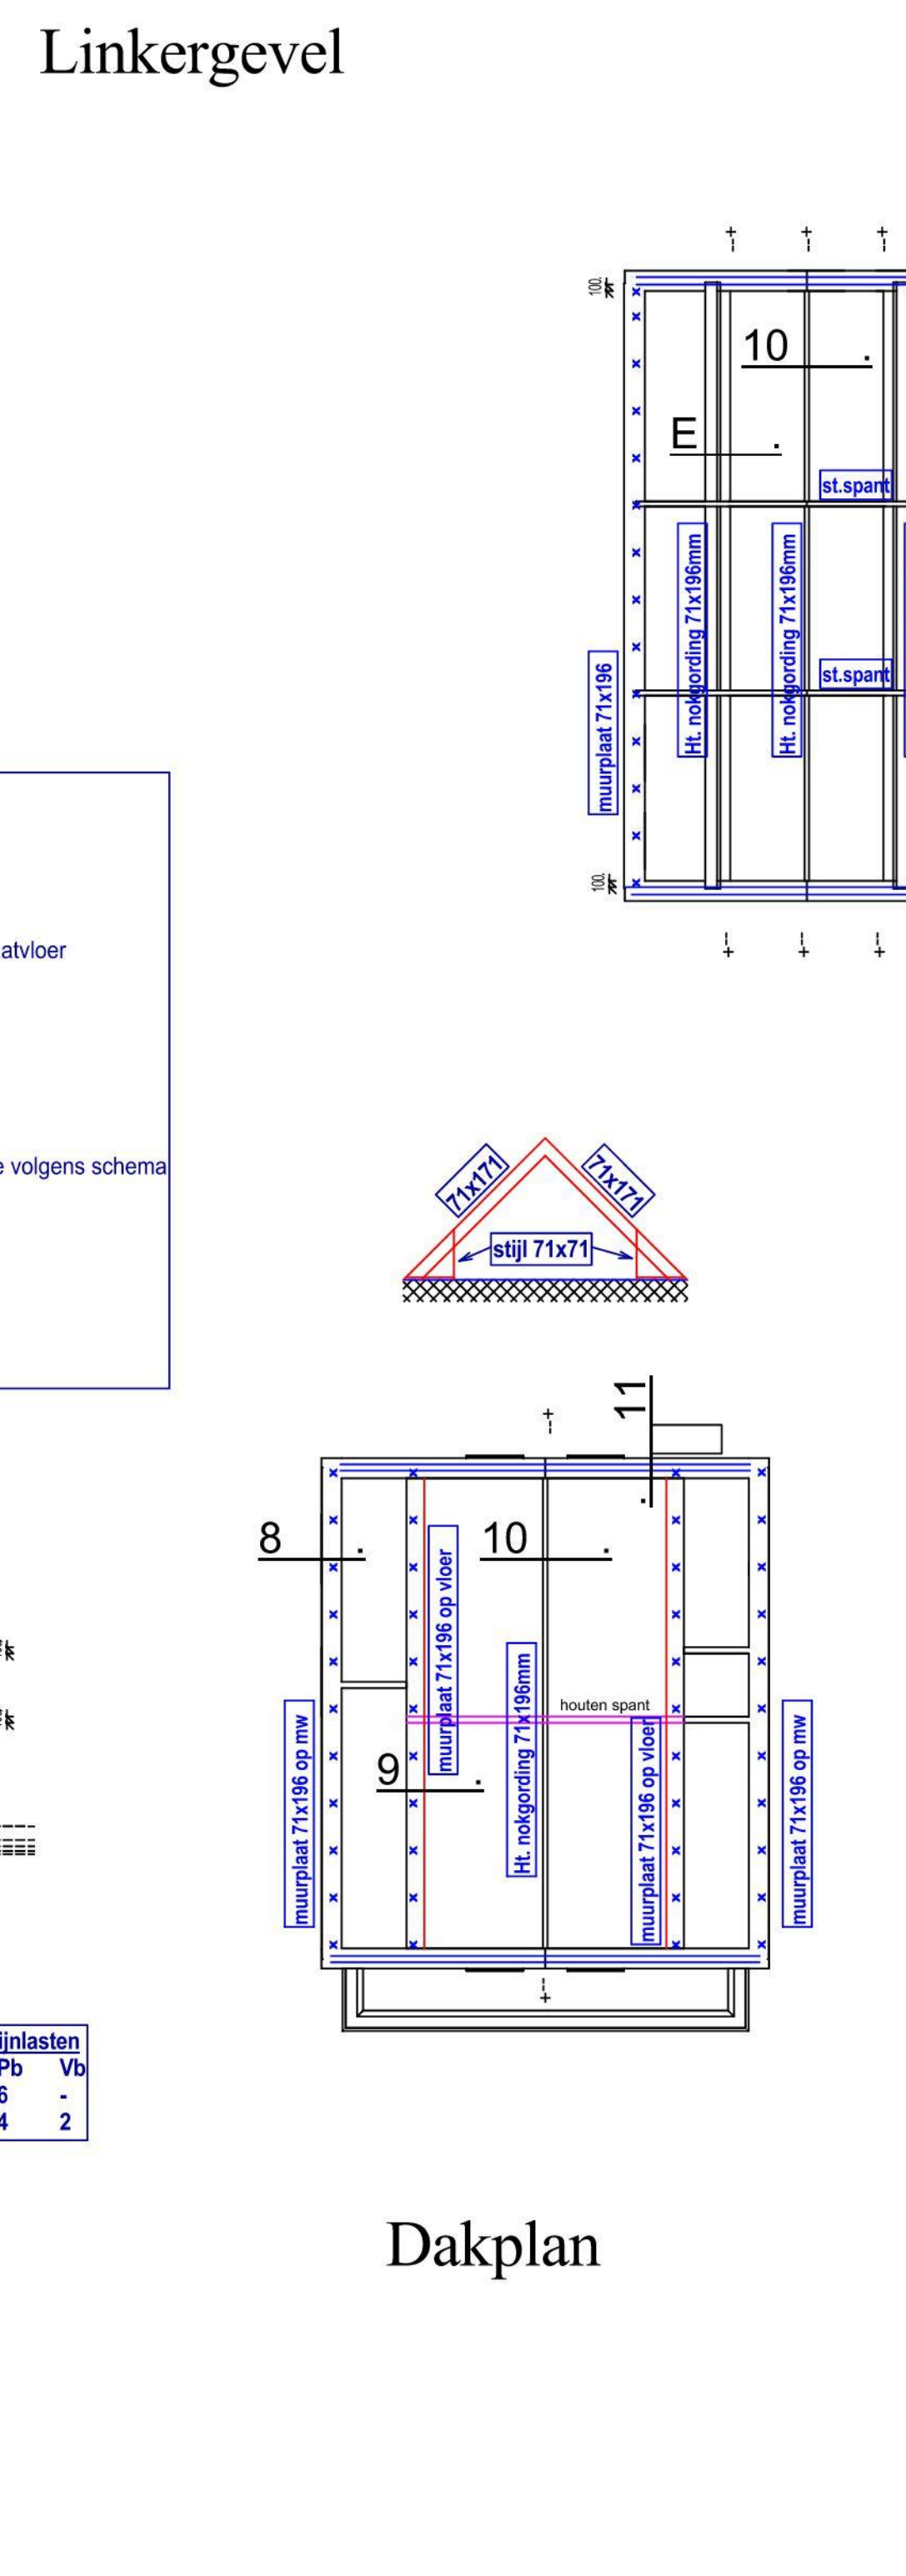 Linkergevel
100.
10 .
E .
st.spant
Ht. nokgording 71x196mm
Ht. nokgording 71x196mm
st.spant
muurplaat 71x196
100.
atvloer
e volgens schema
71x171
71x171
stijl 71x71
11 .
8 .
10 .
muurplaat 71x196 op vloer
Ht. nokgording 71x196mm
houten spant
9 .
muurplaat 71x196 op mw
muurplaat 71x196 op vloer
muurplaat 71x196 op mw
ijnlasten
Pb Vb
6 -
4 2
Dakplan